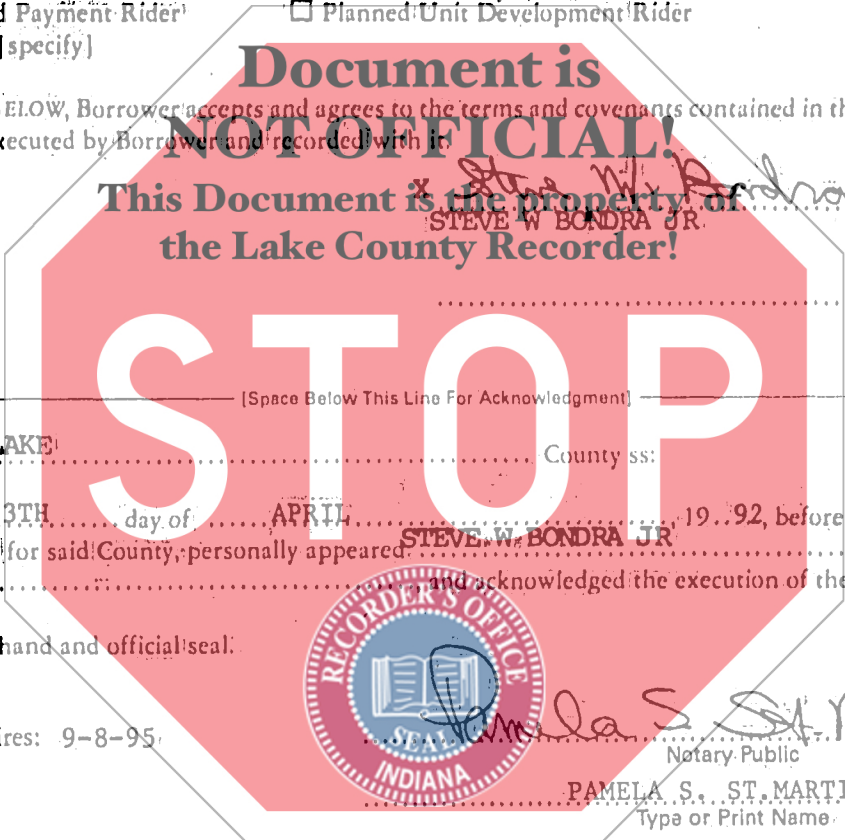 d Payment Rider
☐ Planned Unit Development Rider
specify]
Document is
ELOW, Borrower accepts and agrees to the terms and covenants contained in th
NOT OFFICIAL!
ecuted by Borrower and recorded with it.
x Steve W. Bondra
This Document is the property of
STEVE W BONDRA JR
the Lake County Recorder!
STOP
[Space Below This Line For Acknowledgment]
AKE County ss:
3TH day of APRIL, 19 92, before
for said County, personally appeared STEVE W. BONDRA JR
, and acknowledged the execution of the
RECORDER'S OFFICE
hand and official seal.
SEAL
INDIANA
Pamela S. St.
res: 9-8-95
Notary Public
PAMELA S. ST.MARTI
Type or Print Name